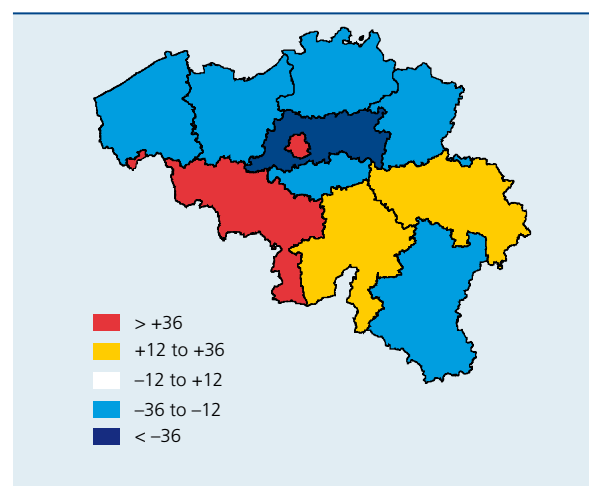 > +36
+12 to +36
–12 to +12
–36 to –12
< –36